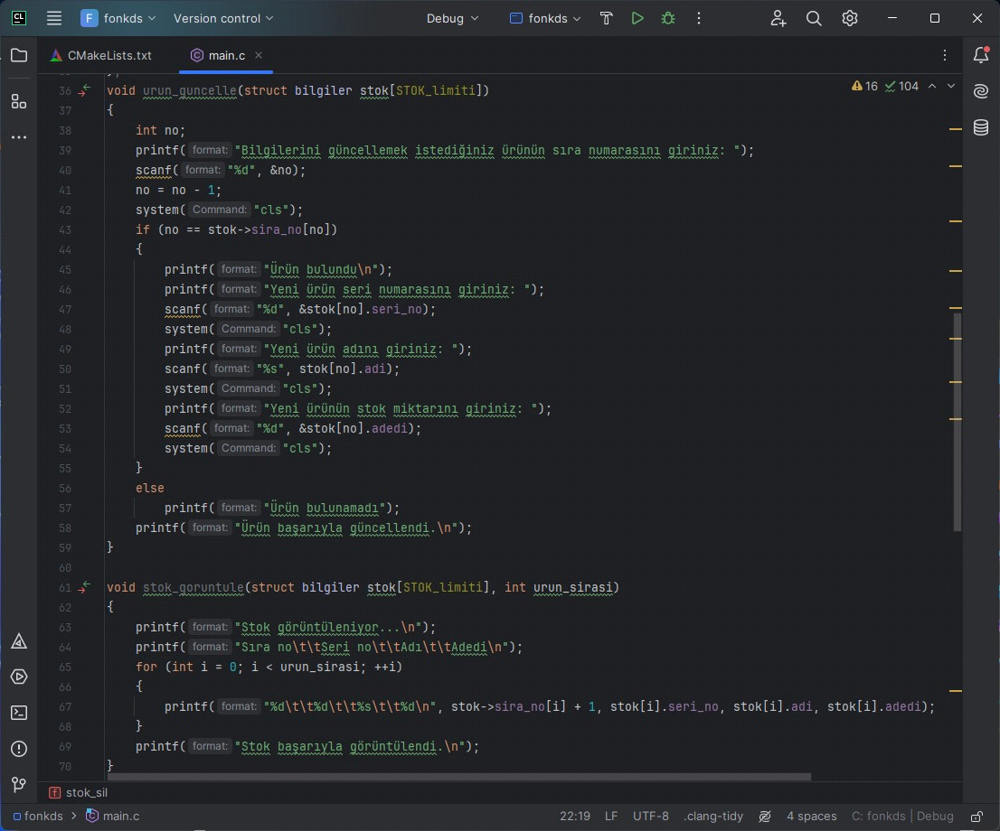 CL F fonkds Version control Debug fonkds
CMakeLists.txt main.c
16 104
36 void urun_guncelle(struct bilgiler stok[STOK_limiti])
37 {
38 int no;
39 printf( format: "Bilgilerini güncellemek istediğiniz ürünün sıra numarasını giriniz: ");
40 scanf( format: "%d", &no);
41 no = no - 1;
42 system( Command: "cls");
43 if (no == stok->sira_no[no])
44 {
45 printf( format: "Ürün bulundu\n");
46 printf( format: "Yeni ürün seri numarasını giriniz: ");
47 scanf( format: "%d", &stok[no].seri_no);
48 system( Command: "cls");
49 printf( format: "Yeni ürün adını giriniz: ");
50 scanf( format: "%s", stok[no].adi);
51 system( Command: "cls");
52 printf( format: "Yeni ürünün stok miktarını giriniz: ");
53 scanf( format: "%d", &stok[no].adedi);
54 system( Command: "cls");
55 }
56 else
57 printf( format: "Ürün bulunamadı");
58 printf( format: "Ürün başarıyla güncellendi.\n");
59 }
60
61 void stok_goruntule(struct bilgiler stok[STOK_limiti], int urun_sirasi)
62 {
63 printf( format: "Stok görüntüleniyor...\n");
64 printf( format: "Sıra no\t\tSeri no\t\tAdı\t\tAdedi\n");
65 for (int i = 0; i < urun_sirasi; ++i)
66 {
67 printf( format: "%d\t\t%d\t\t%s\t\t%d\n", stok->sira_no[i] + 1, stok[i].seri_no, stok[i].adi, stok[i].adedi);
68 }
69 printf( format: "Stok başarıyla görüntülendi.\n");
70 }
f stok_sil
fonkds > main.c 22:19 LF UTF-8 .clang-tidy 4 spaces C: fonkds | Debug